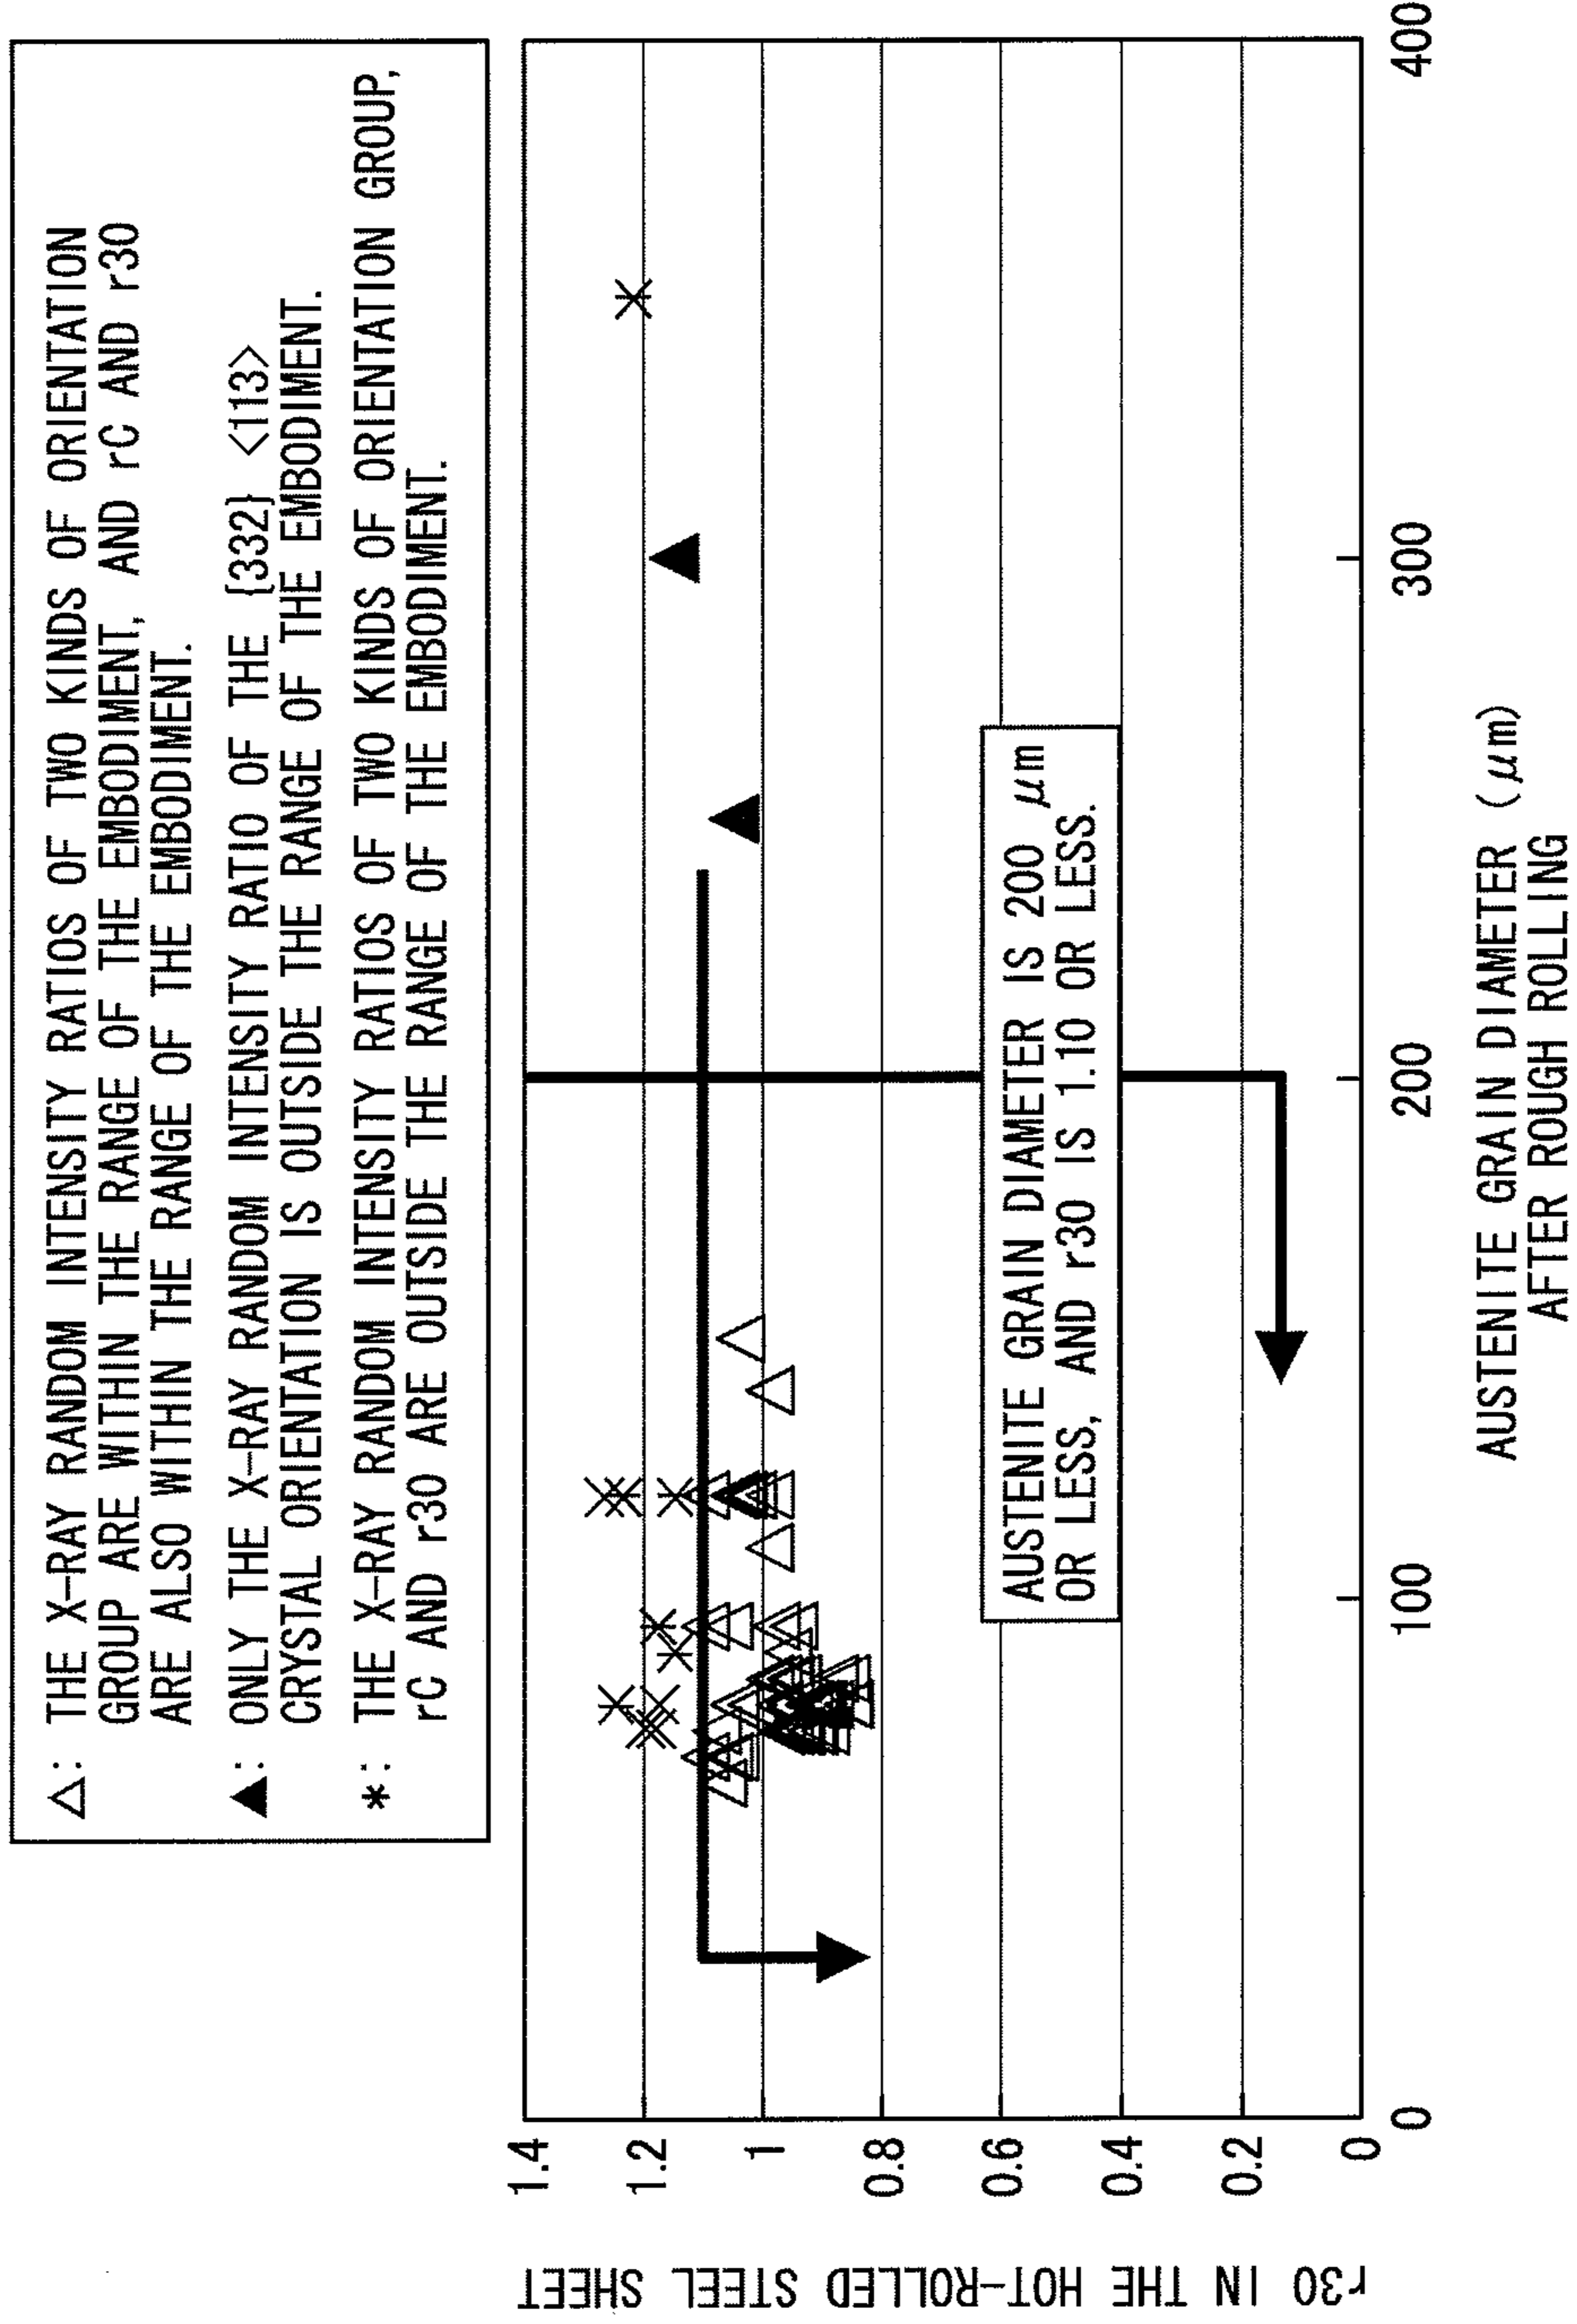 △: THE X-RAY RANDOM INTENSITY RATIOS OF TWO KINDS OF ORIENTATION
GROUP ARE WITHIN THE RANGE OF THE EMBODIMENT, AND rC AND r30
ARE ALSO WITHIN THE RANGE OF THE EMBODIMENT.
▲: ONLY THE X-RAY RANDOM INTENSITY RATIO OF THE {332} <113>
CRYSTAL ORIENTATION IS OUTSIDE THE RANGE OF THE EMBODIMENT.
*: THE X-RAY RANDOM INTENSITY RATIOS OF TWO KINDS OF ORIENTATION GROUP,
rC AND r30 ARE OUTSIDE THE RANGE OF THE EMBODIMENT.
r30 IN THE HOT-ROLLED STEEL SHEET
1.4
1.2
1
0.8
0.6
0.4
0.2
0
AUSTENITE GRAIN DIAMETER IS 200 μm
OR LESS, AND r30 IS 1.10 OR LESS.
0
100
200
300
400
AUSTENITE GRAIN DIAMETER (μm)
AFTER ROUGH ROLLING